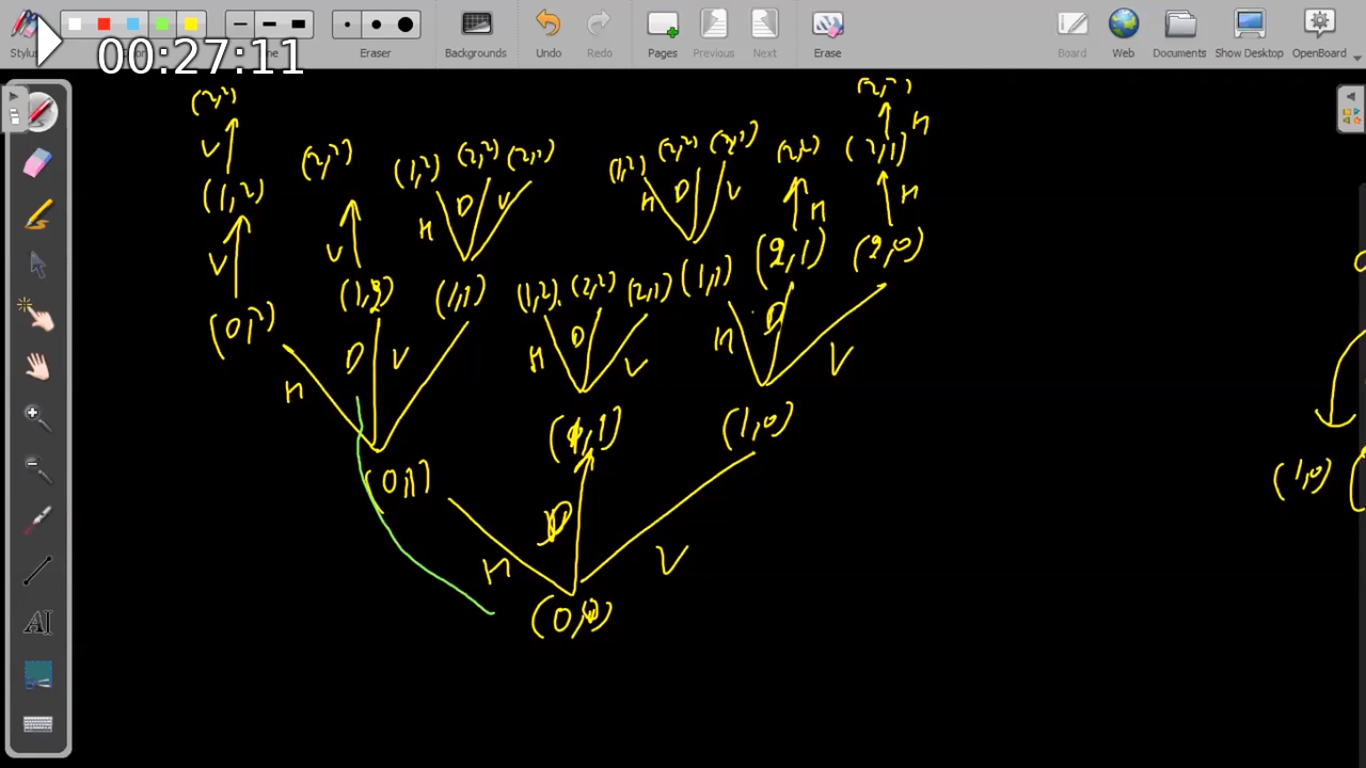 Stylus
Eraser
Backgrounds
Undo
Redo
Pages
Previous
Next
Erase
Board
Web
Documents
Show Desktop
OpenBoard
00:27:11
(2,2)
V
(1,2)
V
(0,2)
(2,2)
V
(1,2)
(1,2) (2,2) (2,1)
H D V
(1,1)
(1,2) (2,2) (2,1)
H D V
(1,1)
(2,2)
H
(2,1)
H
(2,1)
H
(2,0)
(1,2) (2,2) (2,1)
H D V
H D V
H D V
(0,1)
(1,1)
(1,0)
H D V
(0,0)
(1,0)
AI